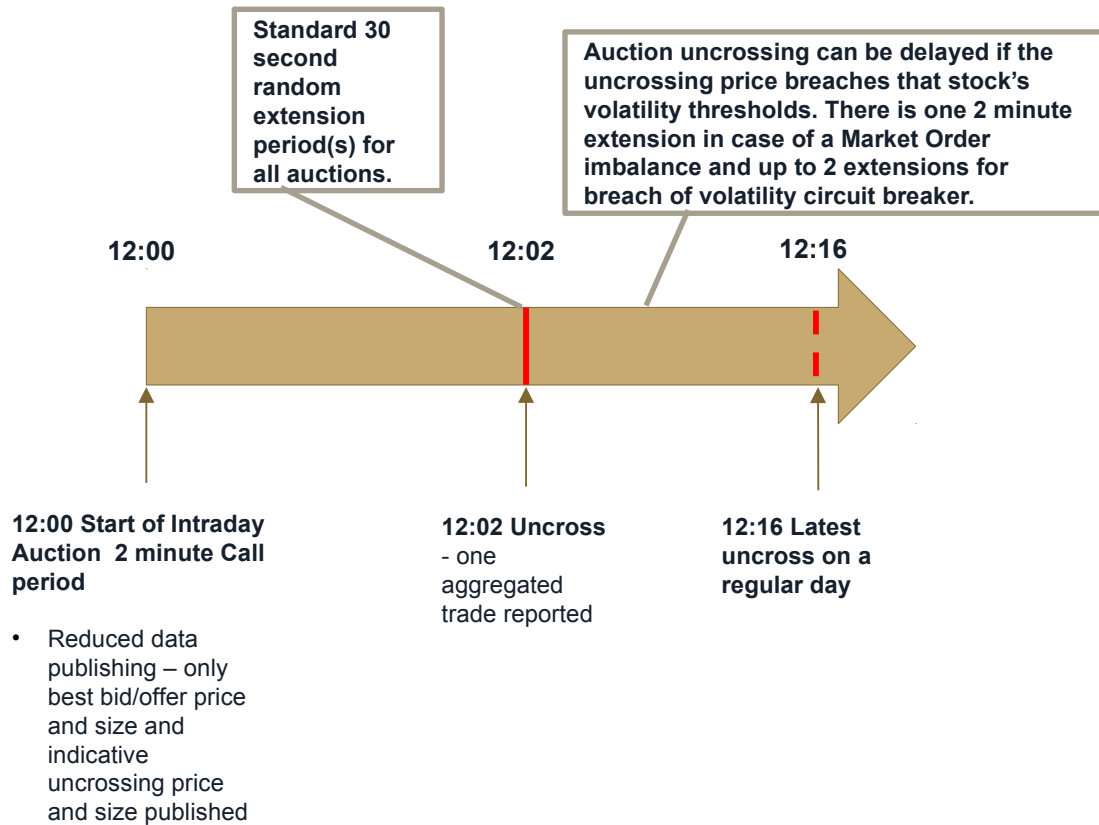 Standard 30
second
random
extension
period(s) for
all auctions.
Auction uncrossing can be delayed if the
uncrossing price breaches that stock’s
volatility thresholds. There is one 2 minute
extension in case of a Market Order
imbalance and up to 2 extensions for
breach of volatility circuit breaker.
12:00
12:02
12:16
12:00 Start of Intraday
Auction  2 minute Call
period
• Reduced data
publishing – only
best bid/offer price
and size and
indicative
uncrossing price
and size published
12:02 Uncross
- one
aggregated
trade reported
12:16 Latest
uncross on a
regular day